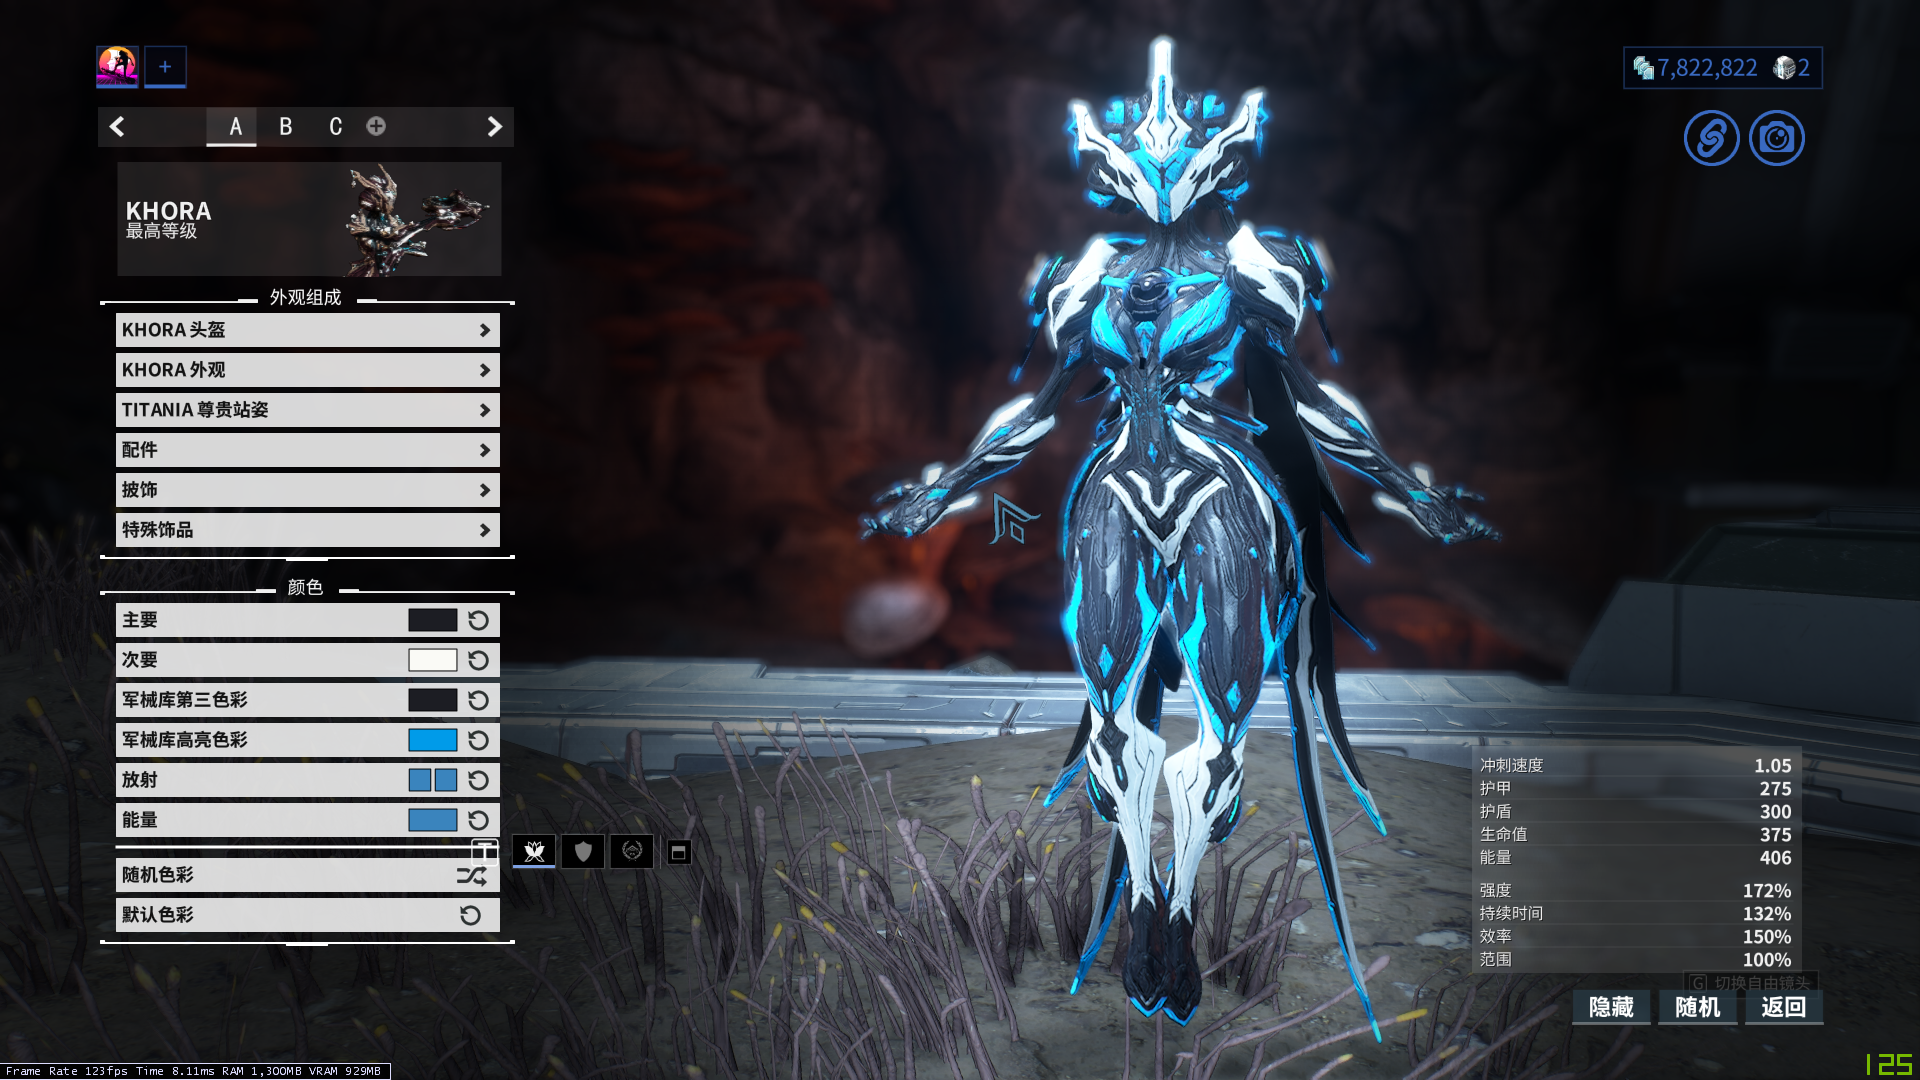 +
7,822,822 2
A B C
KHORA
最高等级
外观组成
KHORA 头盔
KHORA 外观
TITANIA 尊贵站姿
配件
披饰
特殊饰品
颜色
主要
次要
军械库第三色彩
军械库高亮色彩
放射
能量
T
随机色彩
默认色彩
冲刺速度 1.05
护甲 275
护盾 300
生命值 375
能量 406
强度 172%
持续时间 132%
效率 150%
范围 100%
G 切换自由镜头
隐藏 随机 返回
Frame Rate 123fps Time 8.11ms RAM 1,300MB VRAM 929MB
125